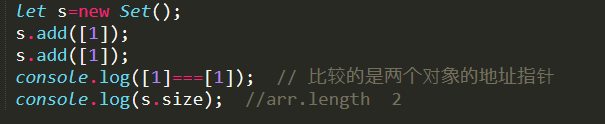 let s=new Set();
s.add([1]);
s.add([1]);
console.log([1]===[1]);  // 比较的是两个对象的地址指针
console.log(s.size);  //arr.length  2